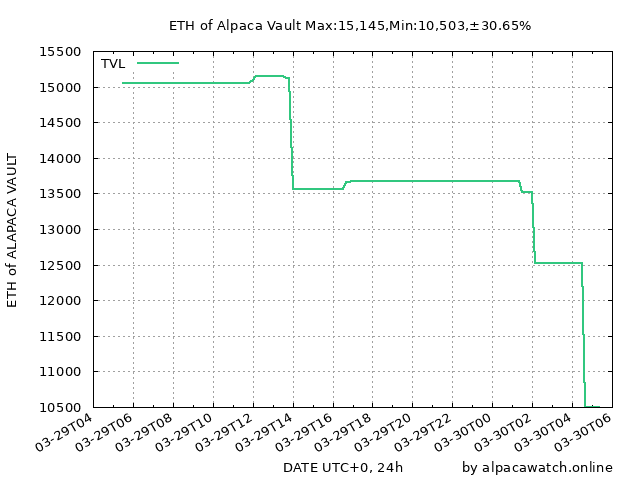 ETH of Alpaca Vault Max:15,145,Min:10,503,±30.65%
TVL
15500
15000
14500
14000
13500
13000
12500
12000
11500
11000
10500
ETH of ALAPACA VAULT
03-29T04
03-29T06
03-29T08
03-29T10
03-29T12
03-29T14
03-29T16
03-29T18
03-29T20
03-29T22
03-30T00
03-30T02
03-30T04
03-30T06
DATE UTC+0, 24h
by alpacawatch.online